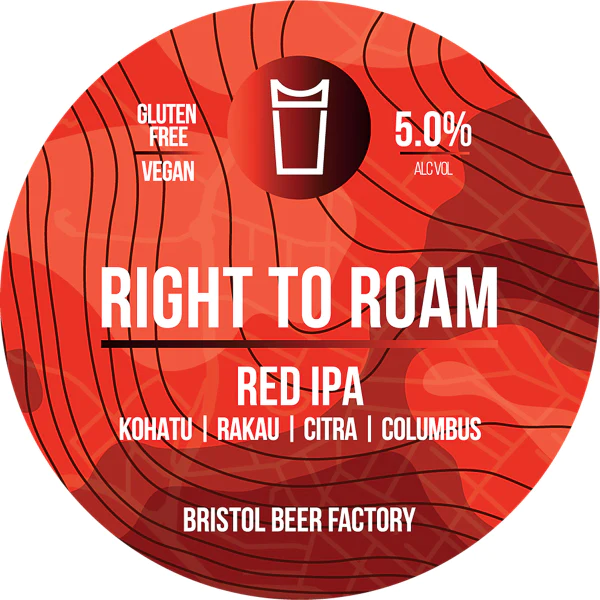 GLUTEN
FREE
VEGAN
5.0%
ALC VOL
RIGHT TO ROAM
RED IPA
KOHATU | RAKAU | CITRA | COLUMBUS
BRISTOL BEER FACTORY